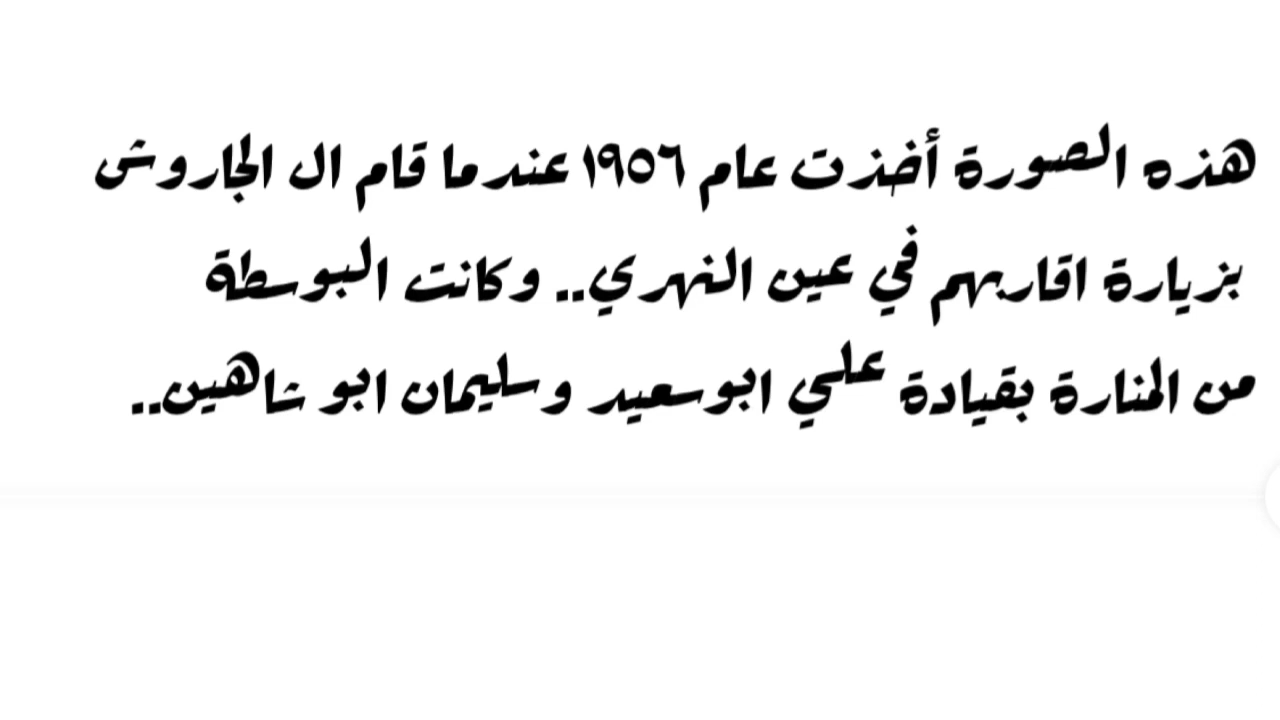 هذه الصورة أخذت عام ١٩٥٦ عندما قام ال الجاروش
بزيارة اقاربهم في عين النهري.. وكانت البوسطة
من المنارة بقيادة علي ابوسعيد وسليمان ابو شاهين..